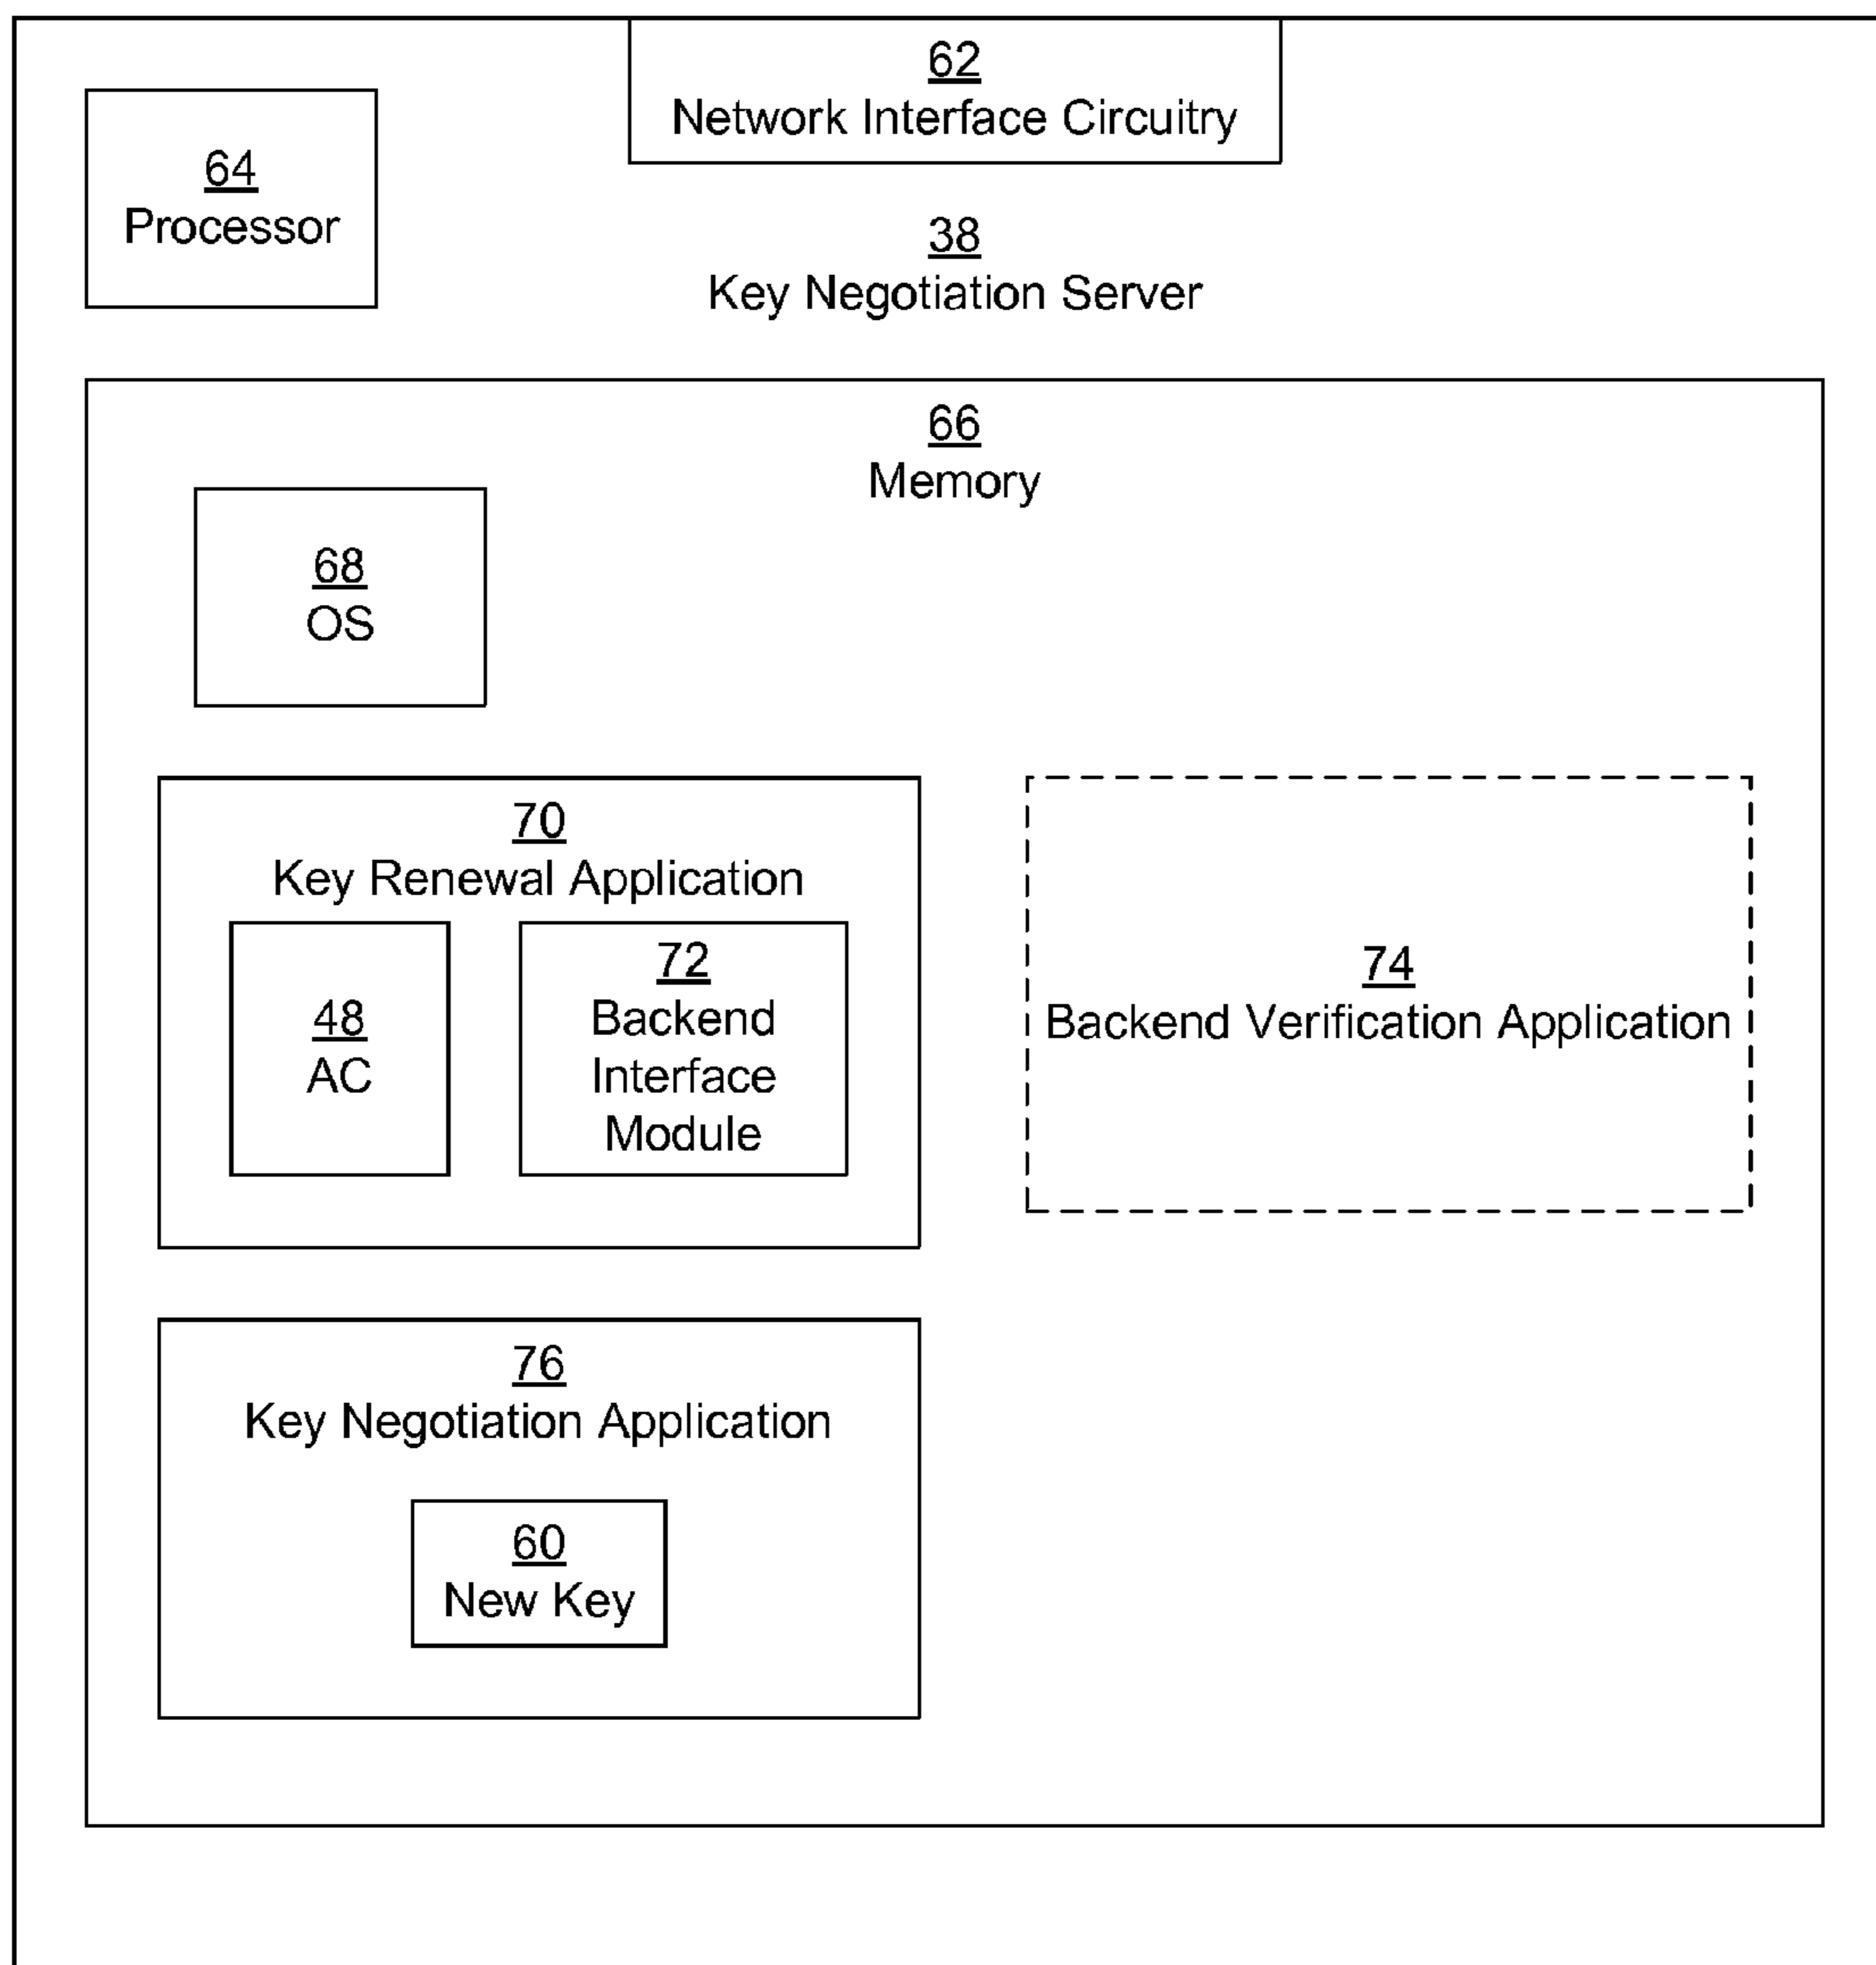 62
Network Interface Circuitry
64
Processor
38
Key Negotiation Server
66
Memory
68
OS
70
Key Renewal Application
48
AC
72
Backend
Interface
Module
74
Backend Verification Application
76
Key Negotiation Application
60
New Key